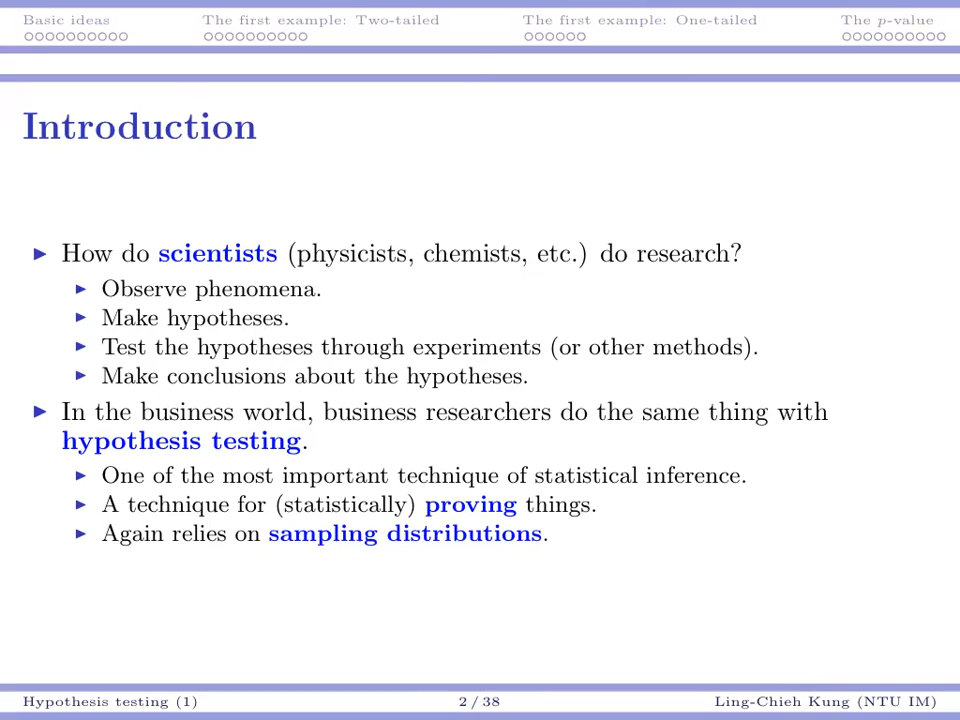 Basic ideas The first example: Two-tailed The first example: One-tailed The p-value
Introduction
How do scientists (physicists, chemists, etc.) do research?
Observe phenomena.
Make hypotheses.
Test the hypotheses through experiments (or other methods).
Make conclusions about the hypotheses.
In the business world, business researchers do the same thing with
hypothesis testing.
One of the most important technique of statistical inference.
A technique for (statistically) proving things.
Again relies on sampling distributions.
Hypothesis testing (1) 2 / 38 Ling-Chieh Kung (NTU IM)